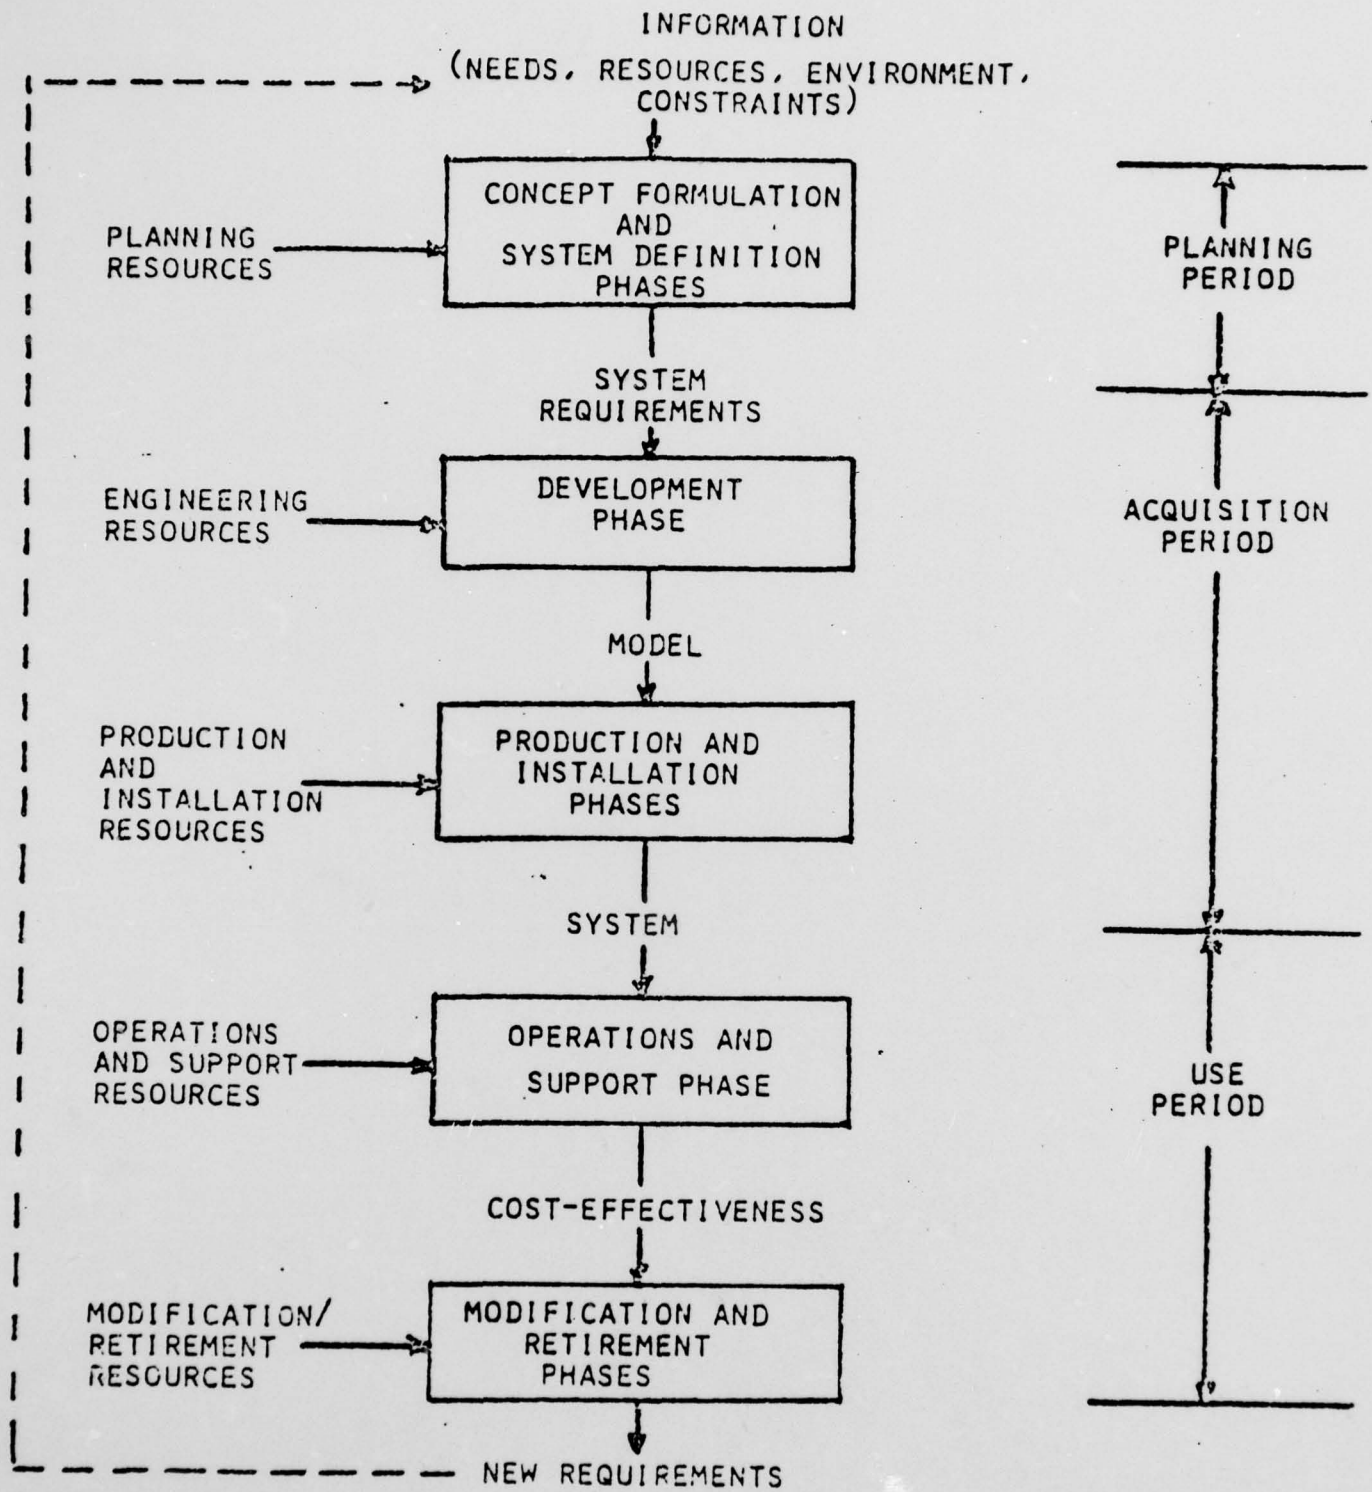 INFORMATION
(NEEDS, RESOURCES, ENVIRONMENT,
CONSTRAINTS)
PLANNING
RESOURCES
CONCEPT FORMULATION
AND
SYSTEM DEFINITION
PHASES
PLANNING
PERIOD
SYSTEM
REQUIREMENTS
ENGINEERING
RESOURCES
DEVELOPMENT
PHASE
ACQUISITION
PERIOD
MODEL
PRODUCTION
AND
INSTALLATION
RESOURCES
PRODUCTION AND
INSTALLATION
PHASES
SYSTEM
OPERATIONS
AND SUPPORT
RESOURCES
OPERATIONS AND
SUPPORT PHASE
USE
PERIOD
COST-EFFECTIVENESS
MODIFICATION/
RETIREMENT
RESOURCES
MODIFICATION AND
RETIREMENT
PHASES
NEW REQUIREMENTS